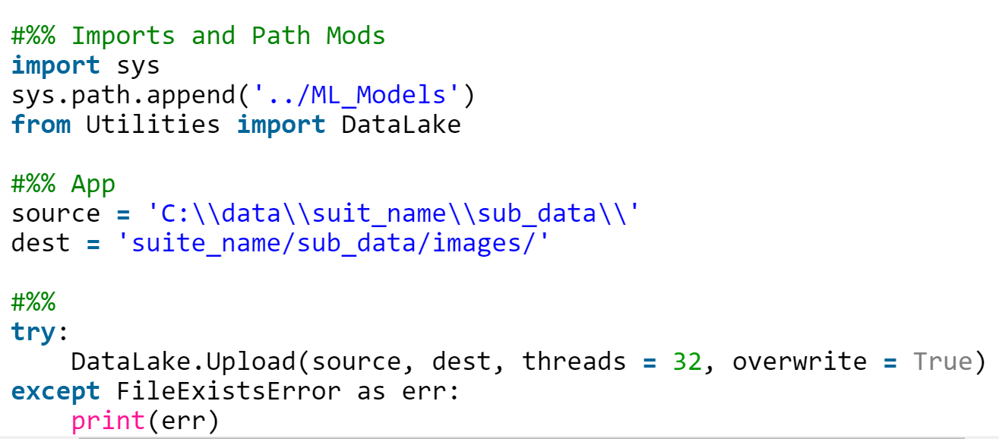 #%% Imports and Path Mods
import sys
sys.path.append('../ML_Models')
from Utilities import DataLake
#%% App
source = 'C:\\data\\suit_name\\sub_data\\'
dest = 'suite_name/sub_data/images/'
#%%
try:
    DataLake.Upload(source, dest, threads = 32, overwrite = True)
except FileExistsError as err:
    print(err)